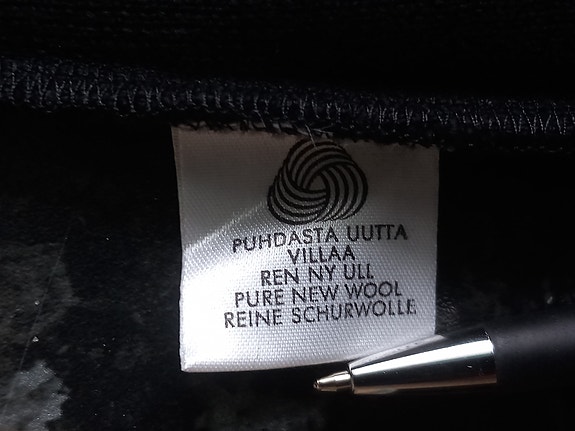 PUHDASTA UUTTA
VILLAA
REN NY ULL
PURE NEW WOOL
REINE SCHURWOLLE